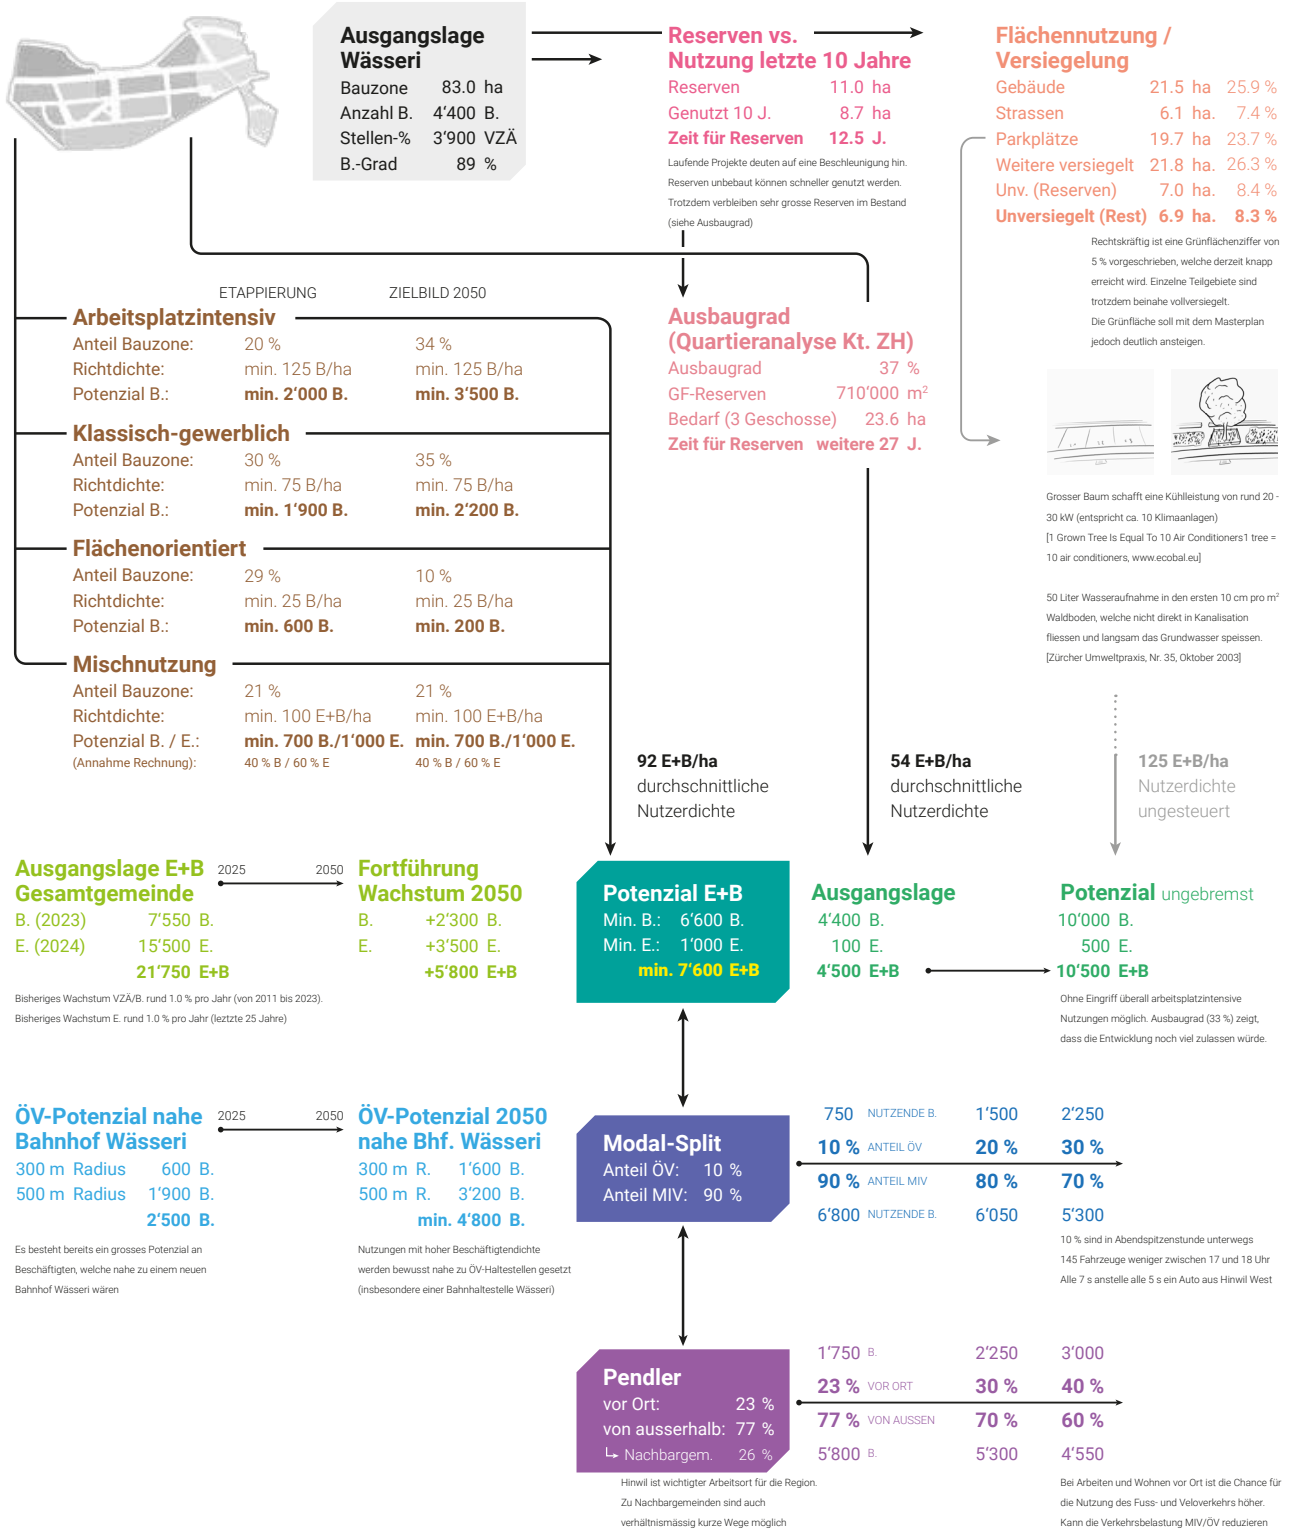 Ausgangslage
Wässeri
Bauzone 83.0 ha
Anzahl B. 4'400 B.
Stellen-% 3'900 VZÄ
B.-Grad 89 %
Reserven vs.
Nutzung letzte 10 Jahre
Reserven 11.0 ha
Genutzt 10 J. 8.7 ha
Zeit für Reserven 12.5 J.
Laufende Projekte deuten auf eine Beschleunigung hin.
Reserven unbebaut können schneller genutzt werden.
Trotzdem verbleiben sehr grosse Reserven im Bestand
(siehe Ausbaugrad)
Flächennutzung /
Versiegelung
Gebäude 21.5 ha 25.9 %
Strassen 6.1 ha. 7.4 %
Parkplätze 19.7 ha 23.7 %
Weitere versiegelt 21.8 ha. 26.3 %
Unv. (Reserven) 7.0 ha. 8.4 %
Unversiegelt (Rest) 6.9 ha. 8.3 %
Rechtskräftig ist eine Grünflächenziffer von
5 % vorgeschrieben, welche derzeit knapp
erreicht wird. Einzelne Teilgebiete sind
trotzdem beinahe vollversiegelt.
Die Grünfläche soll mit dem Masterplan
jedoch deutlich ansteigen.
ETAPPIERUNG ZIELBILD 2050
Arbeitsplatzintensiv
Anteil Bauzone: 20 % 34 %
Richtdichte: min. 125 B/ha min. 125 B/ha
Potenzial B.: min. 2'000 B. min. 3'500 B.
Klassisch-gewerblich
Anteil Bauzone: 30 % 35 %
Richtdichte: min. 75 B/ha min. 75 B/ha
Potenzial B.: min. 1'900 B. min. 2'200 B.
Flächenorientiert
Anteil Bauzone: 29 % 10 %
Richtdichte: min. 25 B/ha min. 25 B/ha
Potenzial B.: min. 600 B. min. 200 B.
Mischnutzung
Anteil Bauzone: 21 % 21 %
Richtdichte: min. 100 E+B/ha min. 100 E+B/ha
Potenzial B. / E.: min. 700 B./1'000 E. min. 700 B./1'000 E.
(Annahme Rechnung): 40 % B / 60 % E 40 % B / 60 % E
Ausbaugrad
(Quartieranalyse Kt. ZH)
Ausbaugrad 37 %
GF-Reserven 710'000 m²
Bedarf (3 Geschosse) 23.6 ha
Zeit für Reserven weitere 27 J.
Grosser Baum schafft eine Kühlleistung von rund 20 -
30 kW (entspricht ca. 10 Klimaanlagen)
[1 Grown Tree Is Equal To 10 Air Conditioners1 tree =
10 air conditioners, www.ecobal.eu]
50 Liter Wasseraufnahme in den ersten 10 cm pro m²
Waldboden, welche nicht direkt in Kanalisation
fliessen und langsam das Grundwasser speissen.
[Zürcher Umweltpraxis, Nr. 35, Oktober 2003]
92 E+B/ha
durchschnittliche
Nutzerdichte
54 E+B/ha
durchschnittliche
Nutzerdichte
125 E+B/ha
Nutzerdichte
ungesteuert
Ausgangslage E+B
Gesamtgemeinde
B. (2023) 7'550 B.
E. (2024) 15'500 E.
21'750 E+B
2025 2050
Fortführung
Wachstum 2050
B. +2'300 B.
E. +3'500 E.
+5'800 E+B
Bisheriges Wachstum VZÄ/B. rund 1.0 % pro Jahr (von 2011 bis 2023).
Bisheriges Wachstum E. rund 1.0 % pro Jahr (leztzte 25 Jahre)
Potenzial E+B
Min. B.: 6'600 B.
Min. E.: 1'000 E.
min. 7'600 E+B
Ausgangslage
4'400 B.
100 E.
4'500 E+B
Potenzial ungebremst
10'000 B.
500 E.
10'500 E+B
Ohne Eingriff überall arbeitsplatzintensive
Nutzungen möglich. Ausbaugrad (33 %) zeigt,
dass die Entwicklung noch viel zulassen würde.
ÖV-Potenzial nahe
Bahnhof Wässeri
300 m Radius 600 B.
500 m Radius 1'900 B.
2'500 B.
Es besteht bereits ein grosses Potenzial an
Beschäftigten, welche nahe zu einem neuen
Bahnhof Wässeri wären
2025 2050
ÖV-Potenzial 2050
nahe Bhf. Wässeri
300 m R. 1'600 B.
500 m R. 3'200 B.
min. 4'800 B.
Nutzungen mit hoher Beschäftigtendichte
werden bewusst nahe zu ÖV-Haltestellen gesetzt
(insbesondere einer Bahnhaltestelle Wässeri)
Modal-Split
Anteil ÖV: 10 %
Anteil MIV: 90 %
750 NUTZENDE B. 1'500 2'250
10 % ANTEIL ÖV 20 % 30 %
90 % ANTEIL MIV 80 % 70 %
6'800 NUTZENDE B. 6'050 5'300
10 % sind in Abendspitzenstunde unterwegs
145 Fahrzeuge weniger zwischen 17 und 18 Uhr
Alle 7 s anstelle alle 5 s ein Auto aus Hinwil West
Pendler
vor Ort: 23 %
von ausserhalb: 77 %
Nachbargem. 26 %
1'750 B. 2'250 3'000
23 % VOR ORT 30 % 40 %
77 % VON AUSSEN 70 % 60 %
5'800 B. 5'300 4'550
Hinwil ist wichtigter Arbeitsort für die Region.
Zu Nachbargemeinden sind auch
verhältnismässig kurze Wege möglich
Bei Arbeiten und Wohnen vor Ort ist die Chance für
die Nutzung des Fuss- und Veloverkehrs höher.
Kann die Verkehrsbelastung MIV/ÖV reduzieren